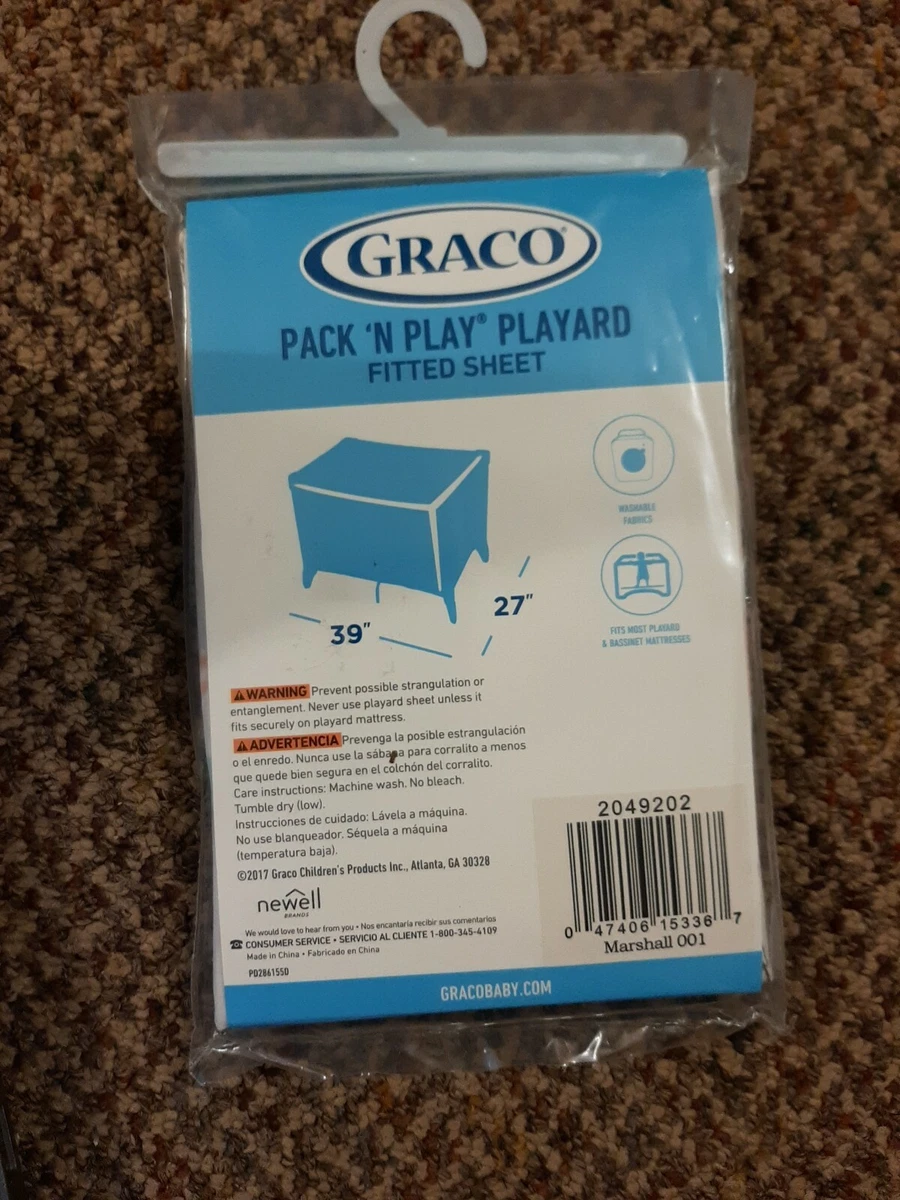 GRACO®
PACK 'N PLAY® PLAYARD
FITTED SHEET
WASHABLE
FABRICS
39"
27"
FITS MOST PLAYARD
& BASSINET MATTRESSES
WARNING Prevent possible strangulation or
entanglement. Never use playard sheet unless it
fits securely on playard mattress.
ADVERTENCIA Prevenga la posible estrangulación
o el enredo. Nunca use la sábana para corralito a menos
que quede bien segura en el colchón del corralito.
Care instructions: Machine wash. No bleach.
Tumble dry (low).
Instrucciones de cuidado: Lávela a máquina.
No use blanqueador. Séquela a máquina
(temperatura baja).
©2017 Graco Children's Products Inc., Atlanta, GA 30328
newell
BRANDS
We would love to hear from you • Nos encantaría recibir sus comentarios
CONSUMER SERVICE • SERVICIO AL CLIENTE 1-800-345-4109
Made in China • Fabricado en China
PD286155D
2049202
0 47406 15336 7
Marshall 001
GRACOBABY.COM